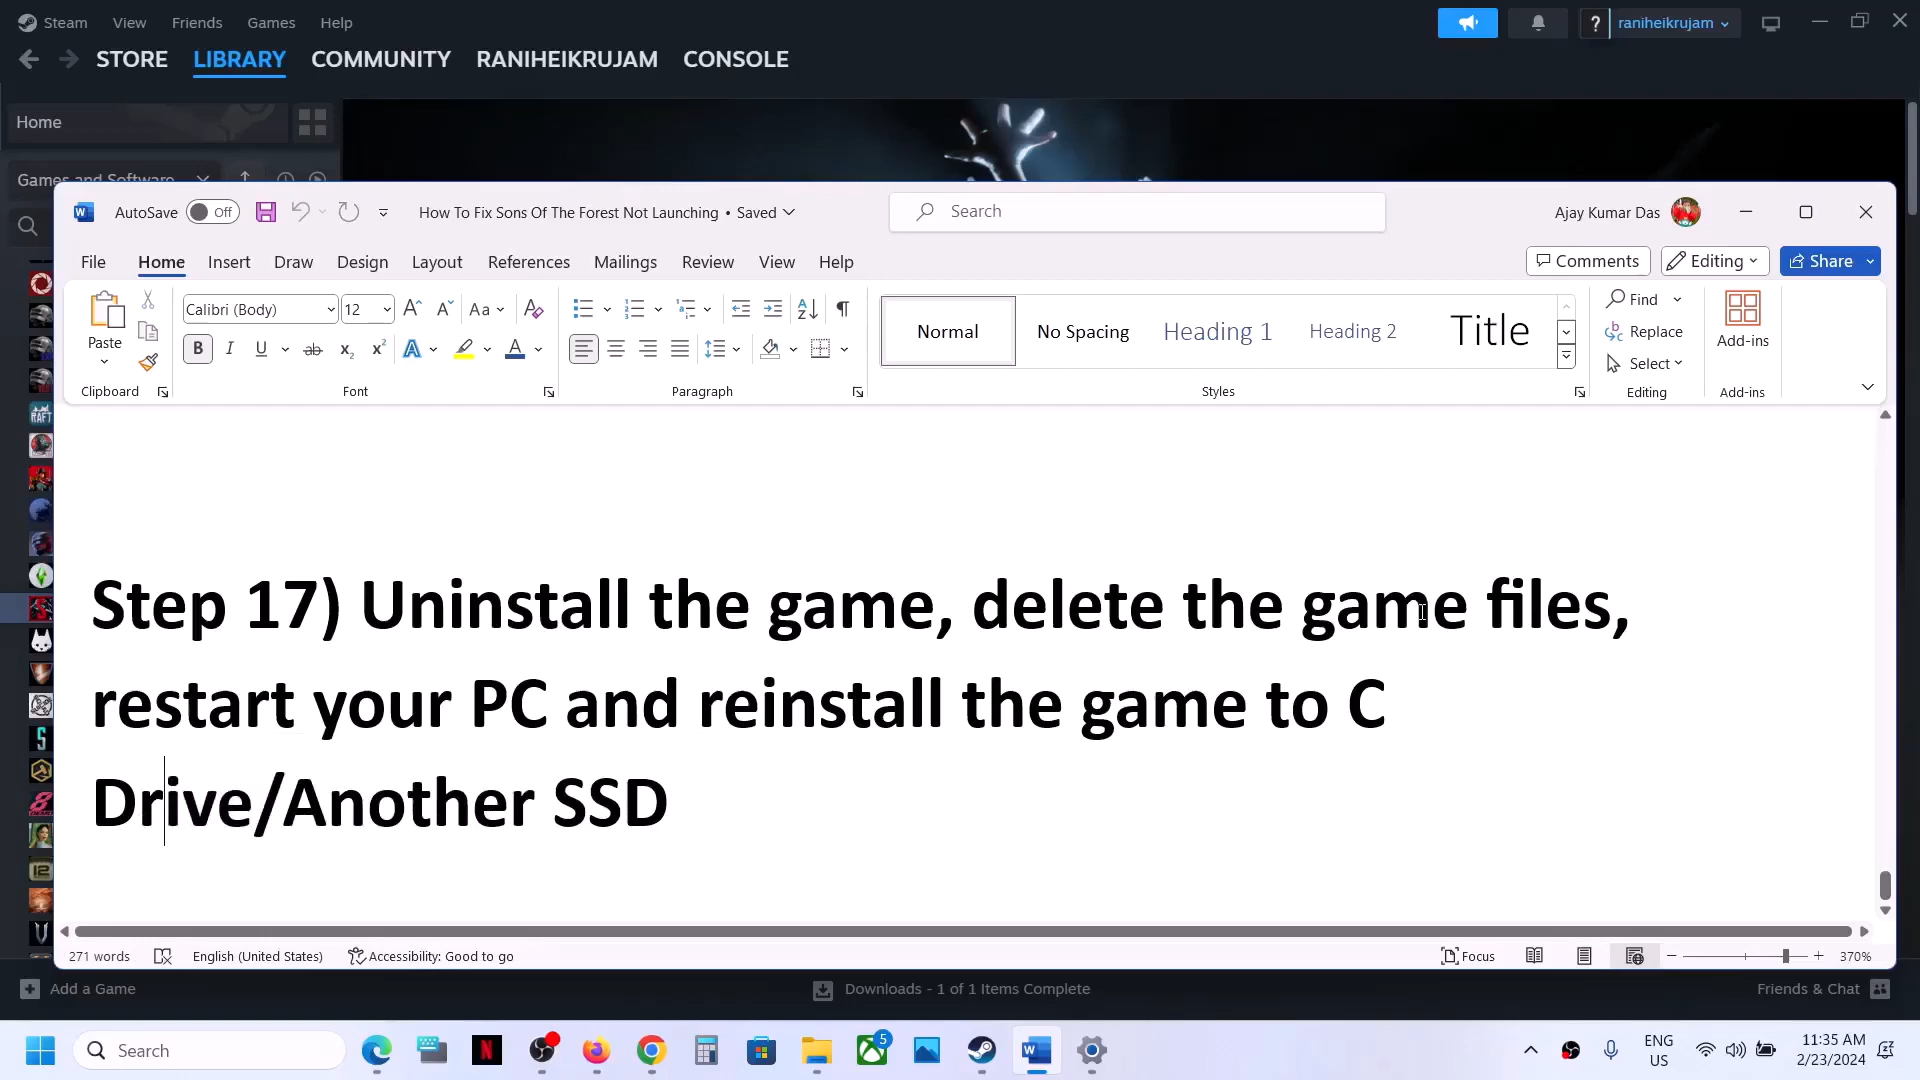 Steam View Friends Games Help
raniheikrujam
STORE LIBRARY COMMUNITY RANIHEIKRUJAM CONSOLE
Home
Games and Software
AutoSave Off
How To Fix Sons Of The Forest Not Launching • Saved
Search
Ajay Kumar Das
File Home Insert Draw Design Layout References Mailings Review View Help
Comments Editing Share
Paste
Calibri (Body) 12
Normal No Spacing Heading 1 Heading 2 Title
Find
Replace
Select
Add-ins
Clipboard Font Paragraph Styles Editing Add-ins
Step 17) Uninstall the game, delete the game files,
restart your PC and reinstall the game to C
Drive/Another SSD
271 words English (United States) Accessibility: Good to go Focus 370%
Add a Game Downloads - 1 of 1 Items Complete Friends & Chat
Search
5
ENG
US
11:35 AM
2/23/2024